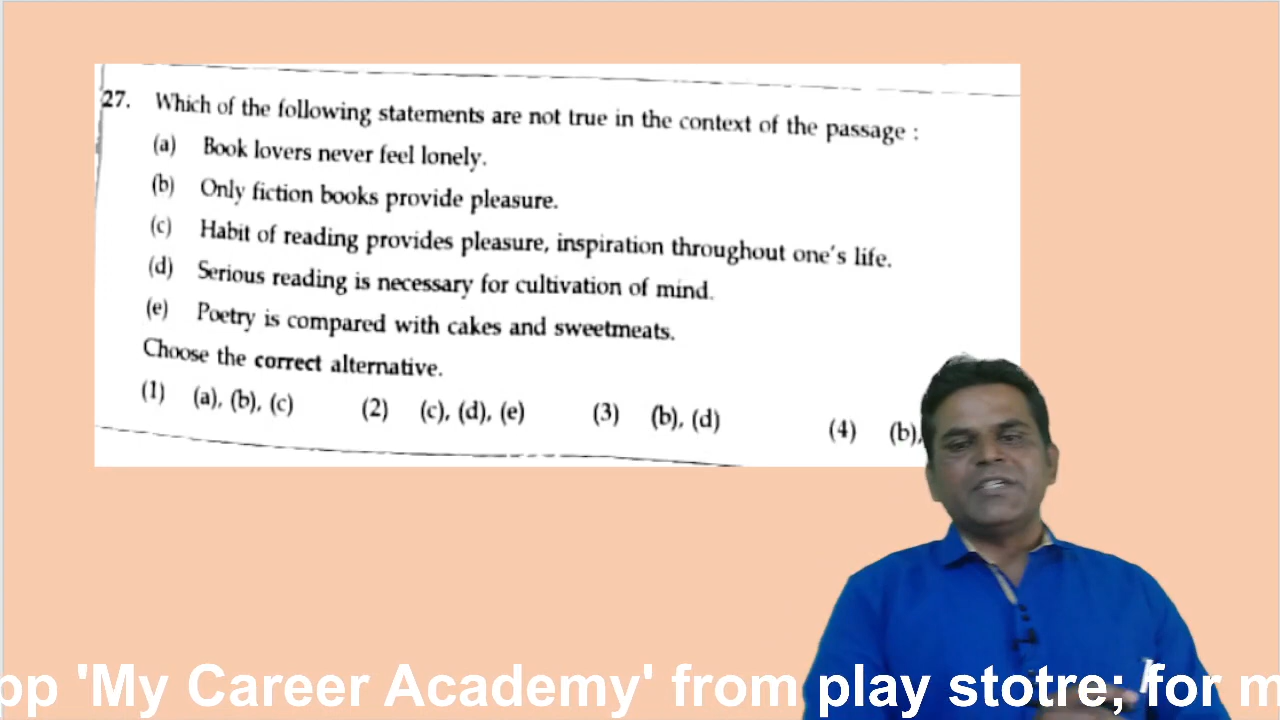 27. Which of the following statements are not true in the context of the passage :
(a) Book lovers never feel lonely.
(b) Only fiction books provide pleasure.
(c) Habit of reading provides pleasure, inspiration throughout one's life.
(d) Serious reading is necessary for cultivation of mind.
(e) Poetry is compared with cakes and sweetmeats.
Choose the correct alternative.
(1) (a), (b), (c) (2) (c), (d), (e) (3) (b), (d) (4) (b),
pp 'My Career Academy' from play stotre; for m